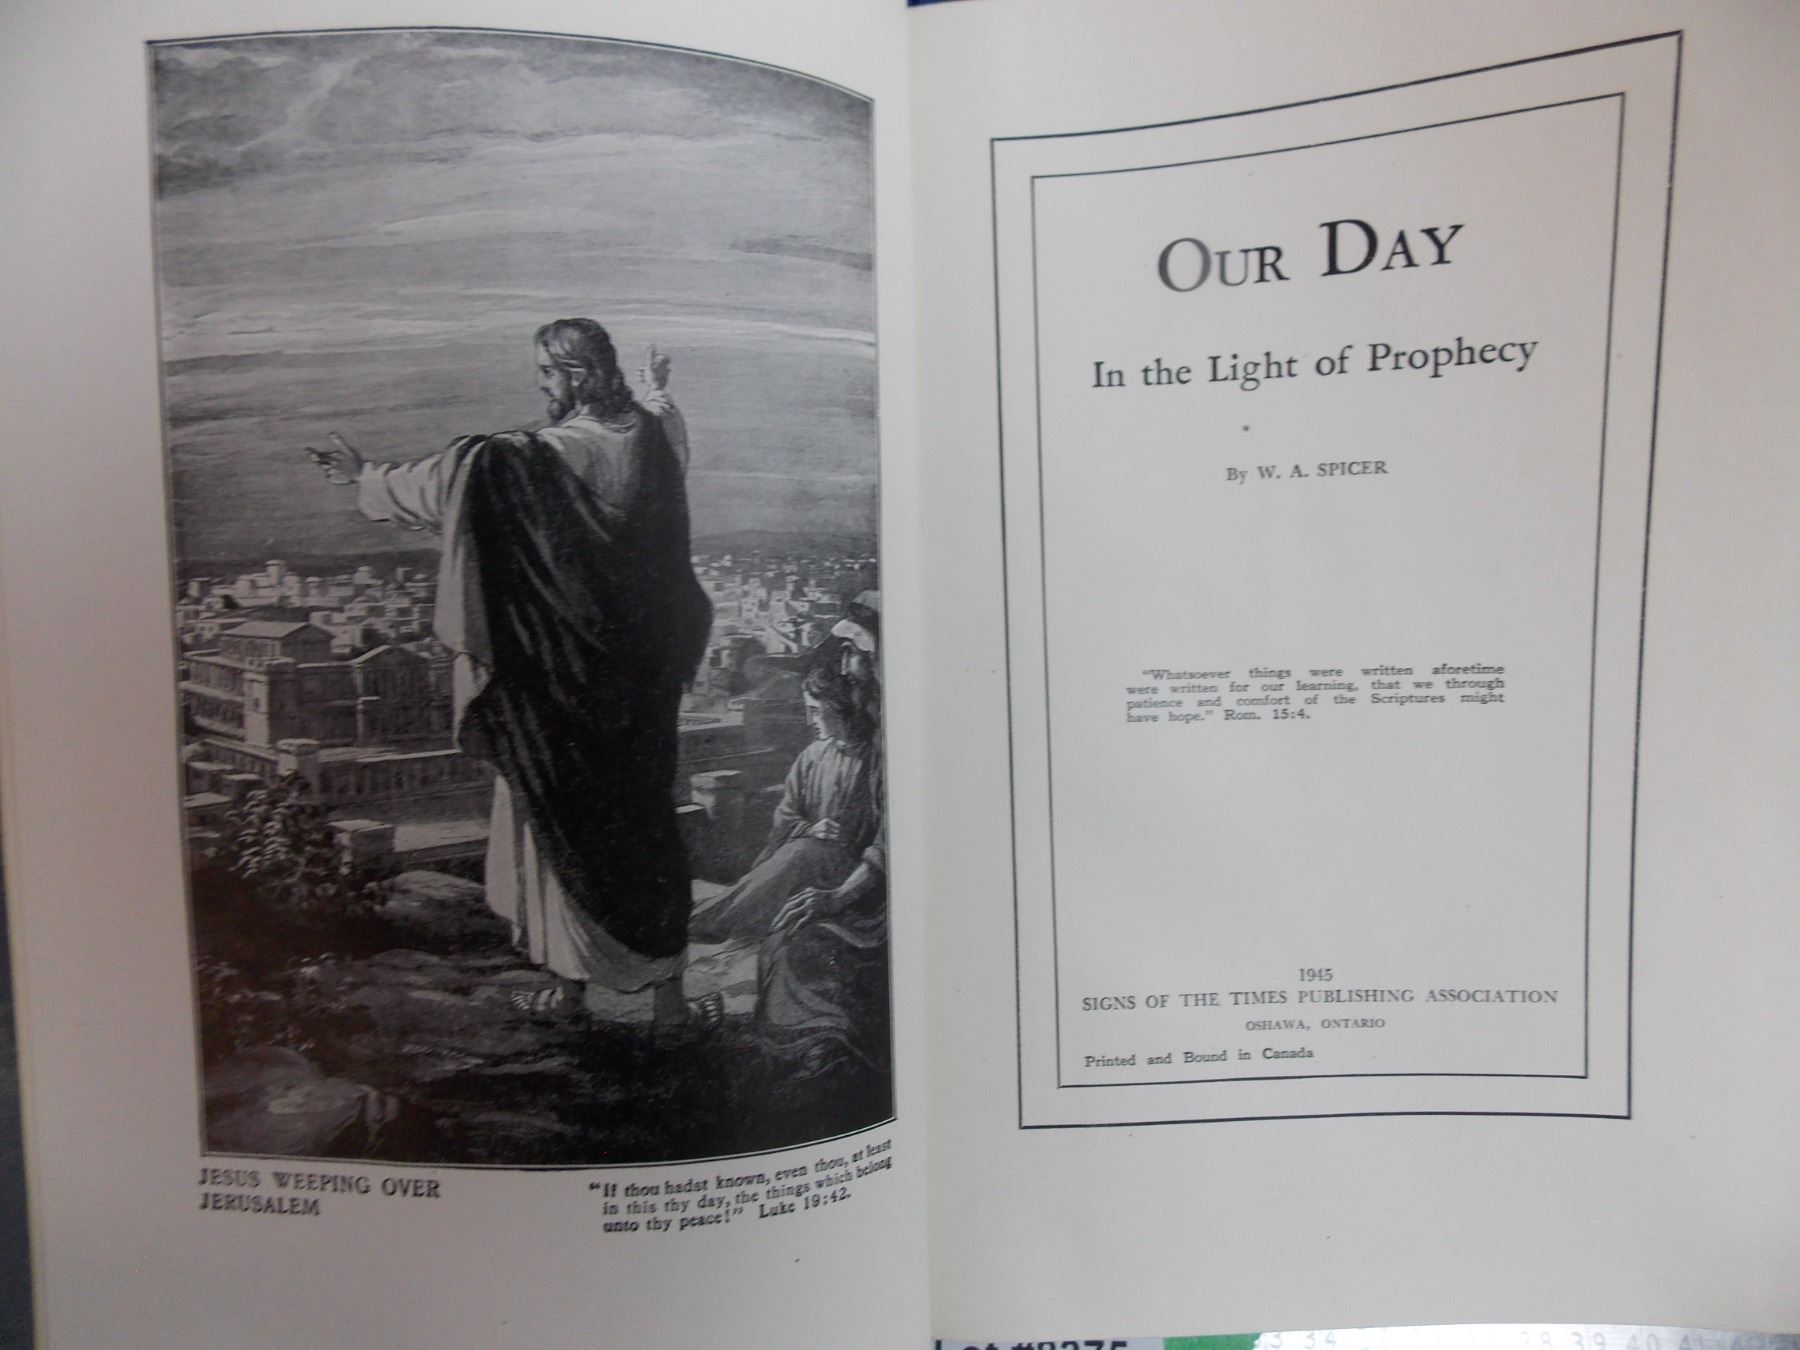 JESUS WEEPING OVER
JERUSALEM
"If thou hadst known, even thou, at least
in this thy day, the things which belong
unto thy peace!" Luke 19:42.
OUR DAY
In the Light of Prophecy
By W. A. SPICER
"Whatsoever things were written aforetime
were written for our learning, that we through
patience and comfort of the Scriptures might
have hope." Rom. 15:4.
1945
SIGNS OF THE TIMES PUBLISHING ASSOCIATION
OSHAWA, ONTARIO
Printed and Bound in Canada